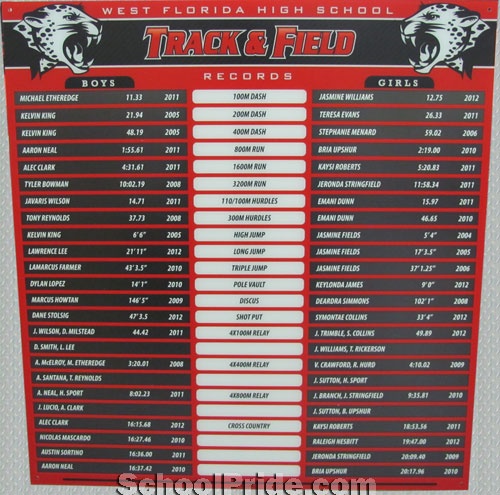 WEST FLORIDA HIGH SCHOOL
TRACK & FIELD
RECORDS
BOYS GIRLS
MICHAEL ETHEREDGE 11.33 2011 100M DASH JASMINE WILLIAMS 12.75 2012
KELVIN KING 21.94 2005 200M DASH TERESA EVANS 26.33 2011
KELVIN KING 48.19 2005 400M DASH STEPHANIE MENARD 59.02 2006
AARON NEAL 1:55.61 2011 800M RUN BRIA UPSHUR 2:19.00 2010
ALEC CLARK 4:31.61 2011 1600M RUN KAYSI ROBERTS 5:20.83 2011
TYLER BOWMAN 10:02.19 2008 3200M RUN JERONDA STRINGFIELD 11:58.34 2011
JAVARIS WILSON 14.71 2011 110/100M HURDLES EMANI DUNN 15.97 2011
TONY REYNOLDS 37.73 2008 300M HURDLES EMANI DUNN 46.65 2010
KELVIN KING 6'6" 2005 HIGH JUMP JASMINE FIELDS 5'4" 2004
LAWRENCE LEE 21'11" 2012 LONG JUMP JASMINE FIELDS 17'3.5" 2005
LAMARCUS FARMER 43'3.5" 2010 TRIPLE JUMP JASMINE FIELDS 37'1.25" 2006
DYLAN LOPEZ 14'1" 2010 POLE VAULT KEYLONDA JAMES 9'0" 2012
MARCUS HOWTAN 146'5" 2009 DISCUS DEARDRA SIMMONS 102'1" 2008
DANE STOLSIG 47'3.5 2012 SHOT PUT SYMONTAE COLLINS 33'4" 2012
J. WILSON, D. MILSTEAD 44.42 2011 4X100M RELAY J. TRIMBLE, S. COLLINS 49.89 2012
D. SMITH, L. LEE J. WILLIAMS, T. RICKERSON
A. McELROY, M. ETHEREDGE 3:20.01 2008 4X400M RELAY V. CRAWFORD, R. HURD 4:10.02 2009
A. SANTANA, T. REYNOLDS J. SUTTON, H. SPORT
A. NEAL, H. SPORT 8:02.23 2011 4X800M RELAY J. BRANCH, J. STRINGFIELD 9:35.81 2010
J. LUCIO, A. CLARK J. SUTTON, B. UPSHUR
ALEC CLARK 16:15.68 2012 CROSS COUNTRY KAYSI ROBERTS 18:53.56 2011
NICOLAS MASCARDO 16:27.46 2010 RALEIGH NESBITT 19:47.00 2012
AUSTIN SORTINO 16:36.00 2011 JERONDA STRINGFIELD 20:09.40 2009
AARON NEAL 16:37.42 2010 BRIA UPSHUR 20:17.96 2010
SchoolPride.com